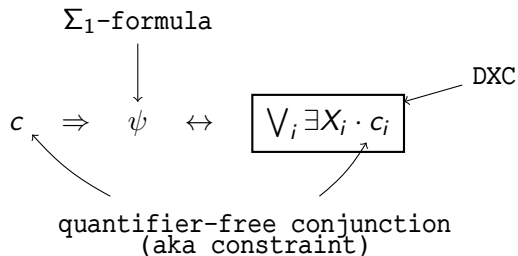 Σ₁-formula
DXC
c ⇒ ψ ↔ ⋁ᵢ ∃Xᵢ · cᵢ
quantifier-free conjunction
(aka constraint)